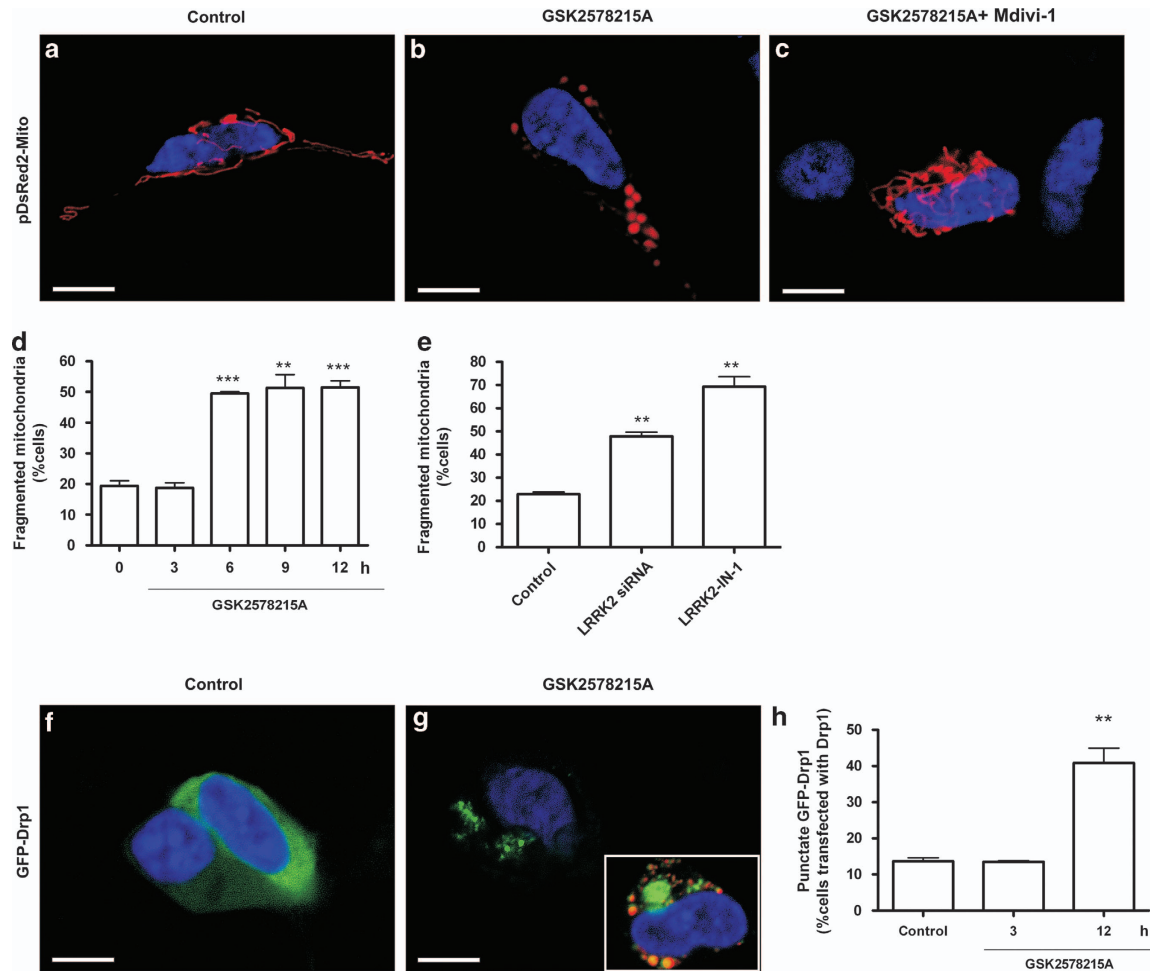 Control
GSK2578215A
GSK2578215A+ Mdivi-1
a
b
c
pDsRed2-Mito
d
Fragmented mitochondria
(%cells)
60
50
40
30
20
10
0
***
**
***
0 3 6 9 12 h
GSK2578215A
e
Fragmented mitochondria
(%cells)
80
70
60
50
40
30
20
10
0
**
**
Control
LRRK2 siRNA
LRRK2-IN-1
Control
GSK2578215A
f
g
GFP-Drp1
h
Punctate GFP-Drp1
(%cells transfected with Drp1)
50
40
30
20
10
0
**
Control 3 12 h
GSK2578215A